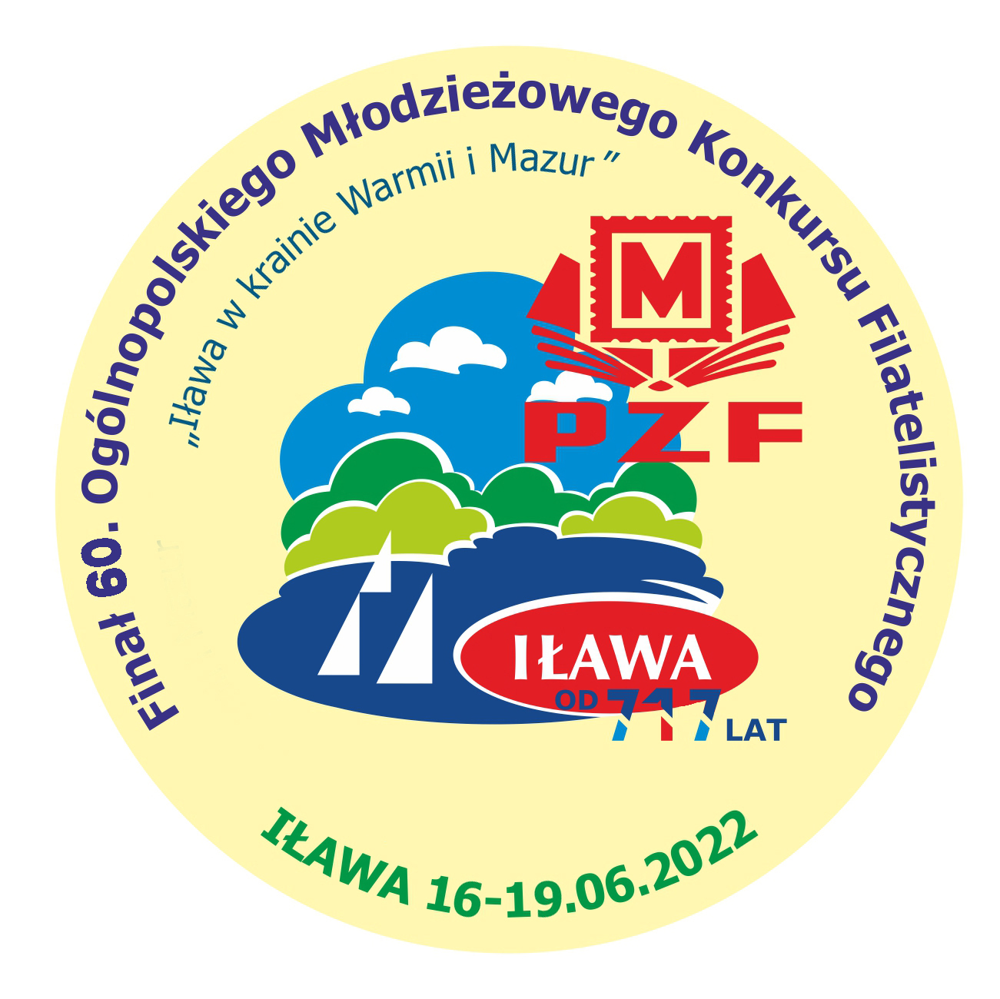 Finał 60. Ogólnopolskiego Młodzieżowego Konkursu Filatelistycznego
„Iława w krainie Warmii i Mazur”
M
PZF
IŁAWA
OD 717 LAT
IŁAWA 16-19.06.2022